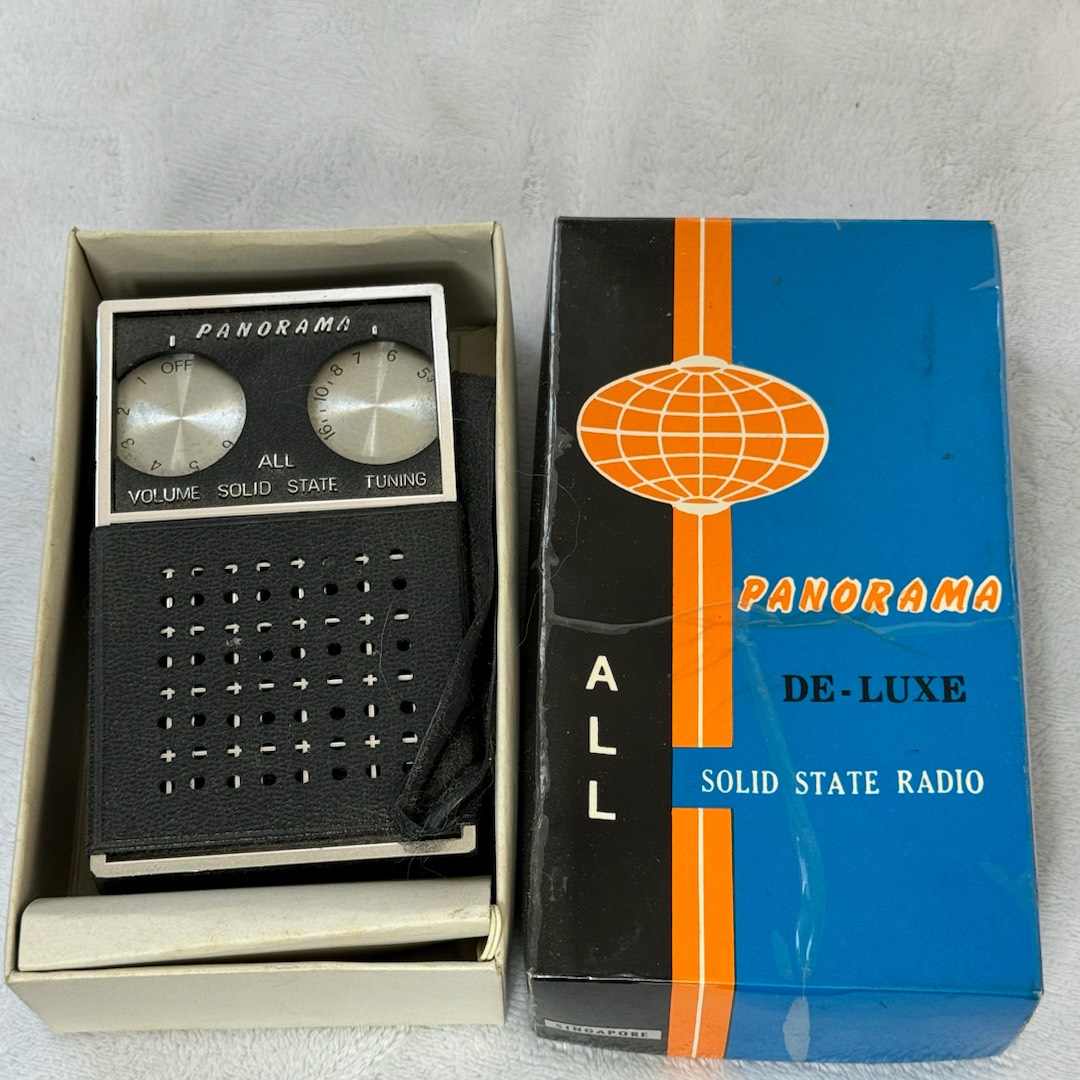 PANORAMA
OFF
1
2
3
4
5
6
5³
6
7
8
10
16
ALL
VOLUME SOLID STATE TUNING
PANORAMA
DE-LUXE
ALL
SOLID STATE RADIO
SINGAPORE